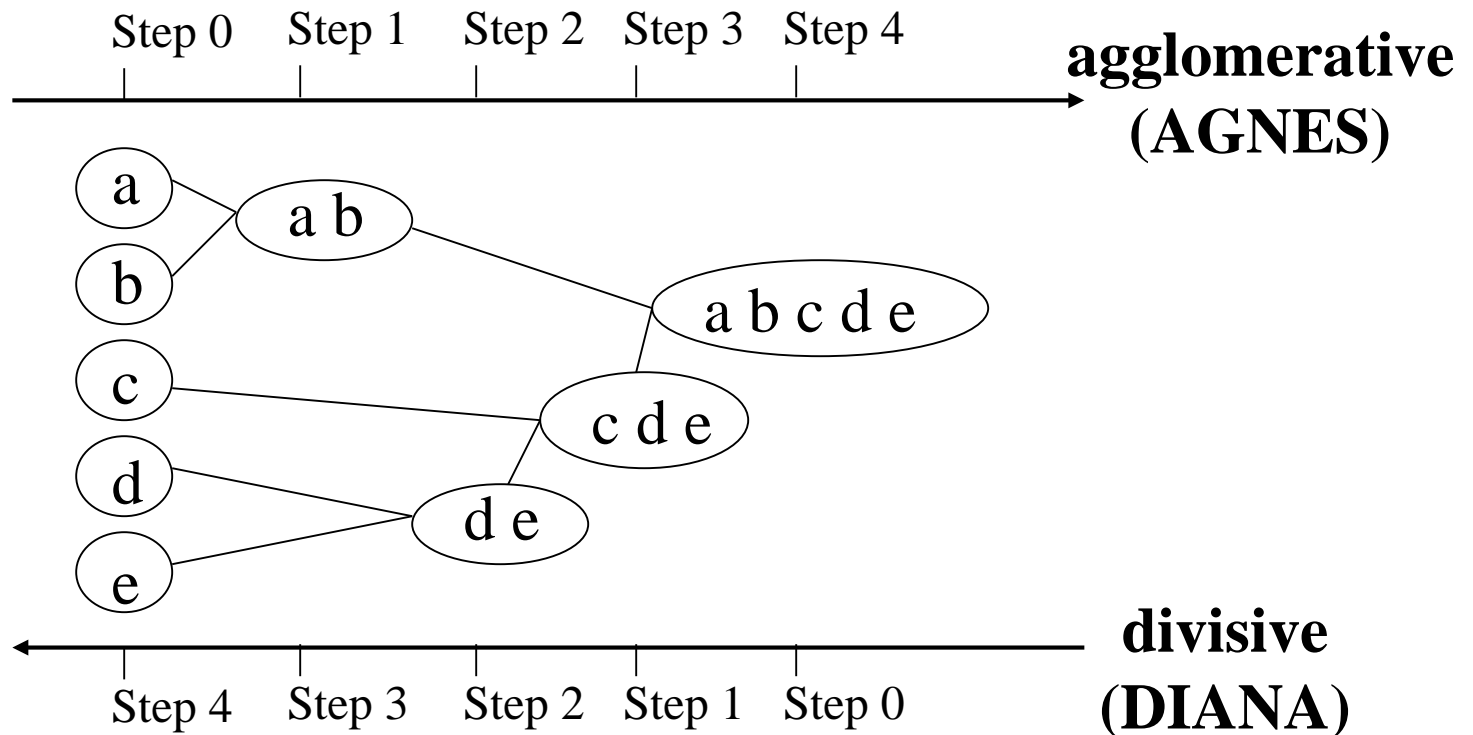 Step 0 Step 1 Step 2 Step 3 Step 4
agglomerative
(AGNES)
a
a b
b
a b c d e
c
c d e
d
d e
e
divisive
(DIANA)
Step 4 Step 3 Step 2 Step 1 Step 0